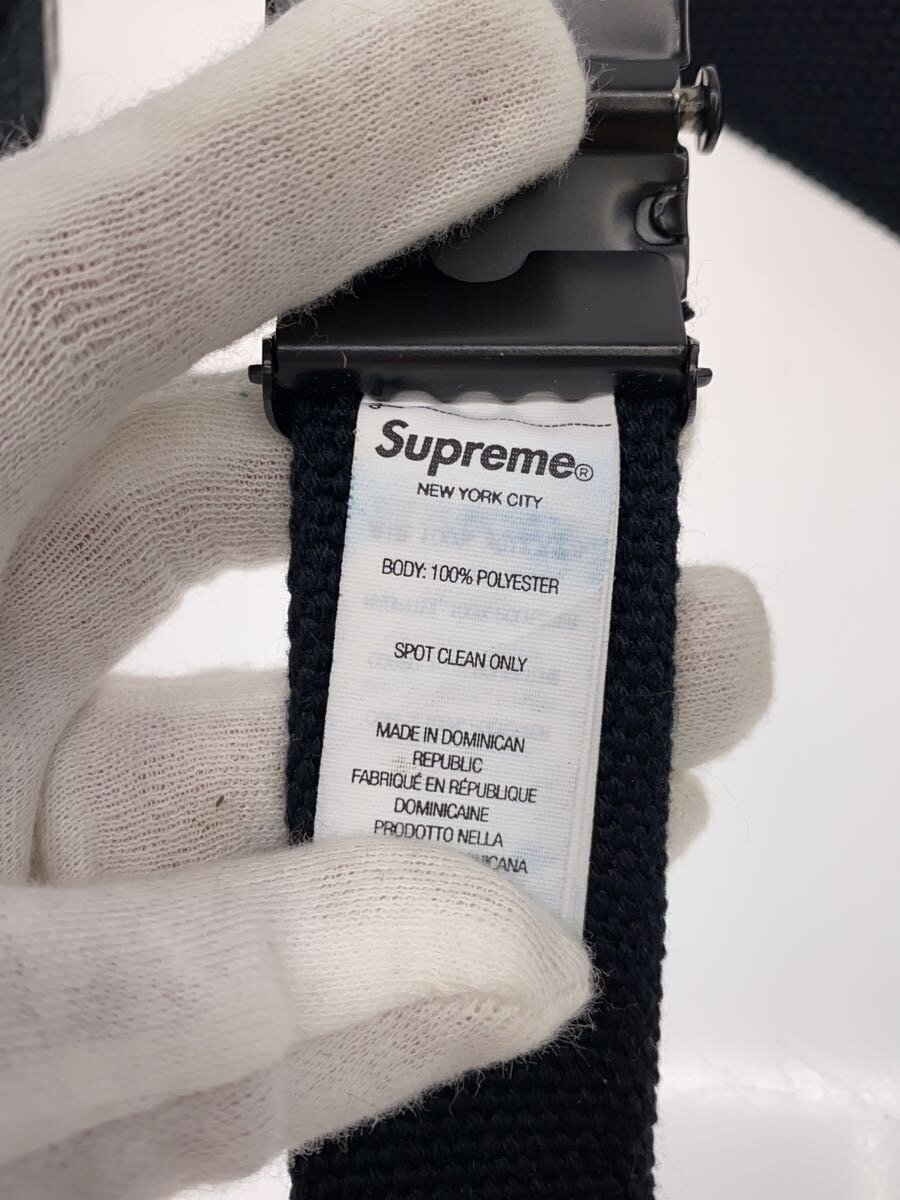 Supreme®
NEW YORK CITY
BODY: 100% POLYESTER
SPOT CLEAN ONLY
MADE IN DOMINICAN
REPUBLIC
FABRIQUÉ EN RÉPUBLIQUE
DOMINICAINE
PRODOTTO NELLA